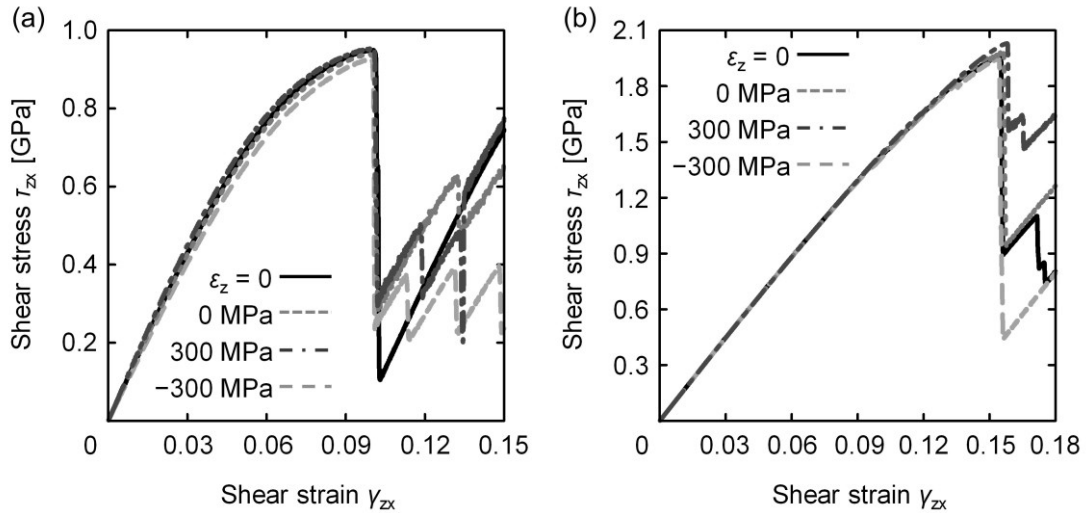 (a)
1.0
0.8
0.6
0.4
0.2
0
0.03
0.06
0.09
0.12
0.15
Shear stress τzx [GPa]
Shear strain γzx
εz = 0
0 MPa
300 MPa
−300 MPa
(b)
2.1
1.8
1.5
1.2
0.9
0.6
0.3
0
0.03
0.06
0.09
0.12
0.15
0.18
Shear stress τzx [GPa]
Shear strain γzx
εz = 0
0 MPa
300 MPa
−300 MPa